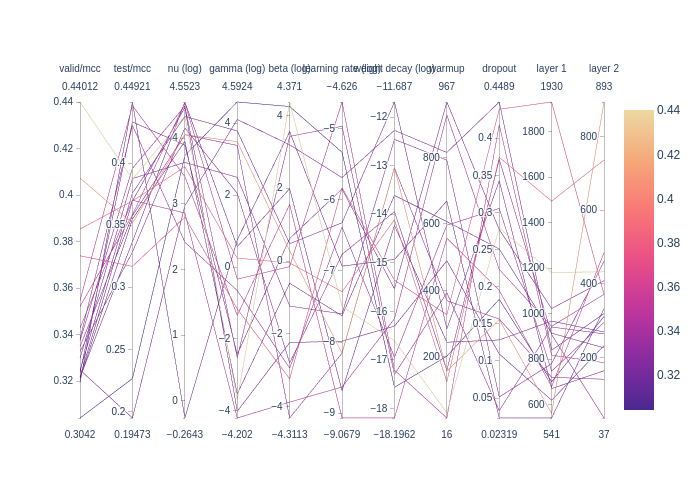 valid/mcc test/mcc nu (log) gamma (log) beta (log) learning rate (log) weight decay (log) warmup dropout layer 1 layer 2
0.44012 0.44921 4.5523 4.5924 4.371 −4.626 −11.687 967 0.4489 1930 893
0.44 0.42 0.4 0.38 0.36 0.34 0.32
0.4 0.35 0.3 0.25 0.2
4 3 2 1 0
4 2 0 −2 −4
4 2 0 −2 −4
−5 −6 −7 −8 −9
−12 −13 −14 −15 −16 −17 −18
800 600 400 200
0.4 0.35 0.3 0.25 0.2 0.15 0.1 0.05
1800 1600 1400 1200 1000 800 600
800 600 400 200
0.3042 0.19473 −0.2643 −4.202 −4.3113 −9.0679 −18.1962 16 0.02319 541 37
0.44
0.42
0.4
0.38
0.36
0.34
0.32